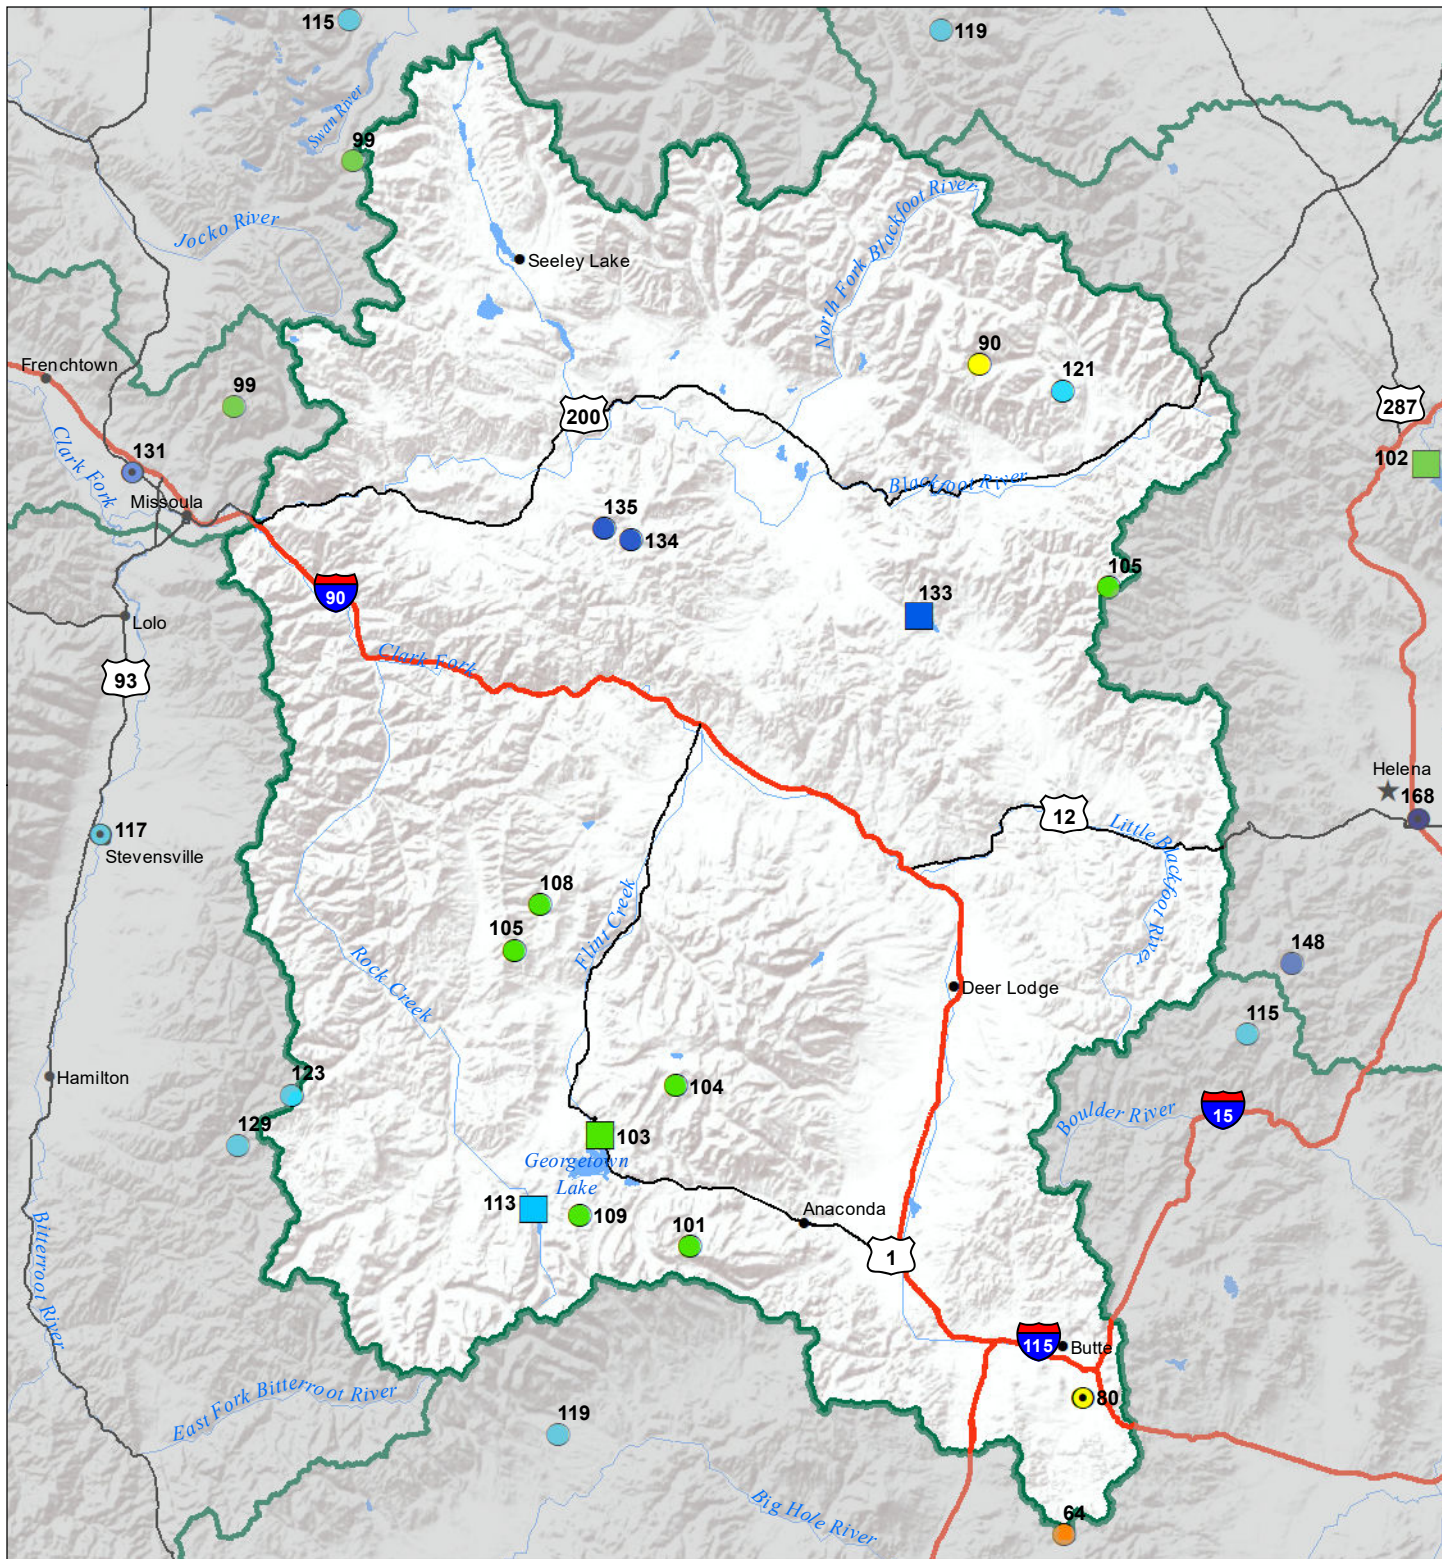 115
119
Swan River
99
North Fork Blackfoot River
Jocko River
Seeley Lake
90
Frenchtown
121
99
200
287
131
Clark Fork
102
Missoula
Blackfoot River
135
134
105
90
133
Lolo
Clark Fork
93
Helena
168
12
Little Blackfoot River
117
Stevensville
108
Flint Creek
105
148
Rock Creek
Deer Lodge
115
123
Hamilton
104
15
Boulder River
129
103
Georgetown
Lake
113
109
Anaconda
101
1
Bitterroot River
115
Butte
East Fork Bitterroot River
80
119
Big Hole River
64